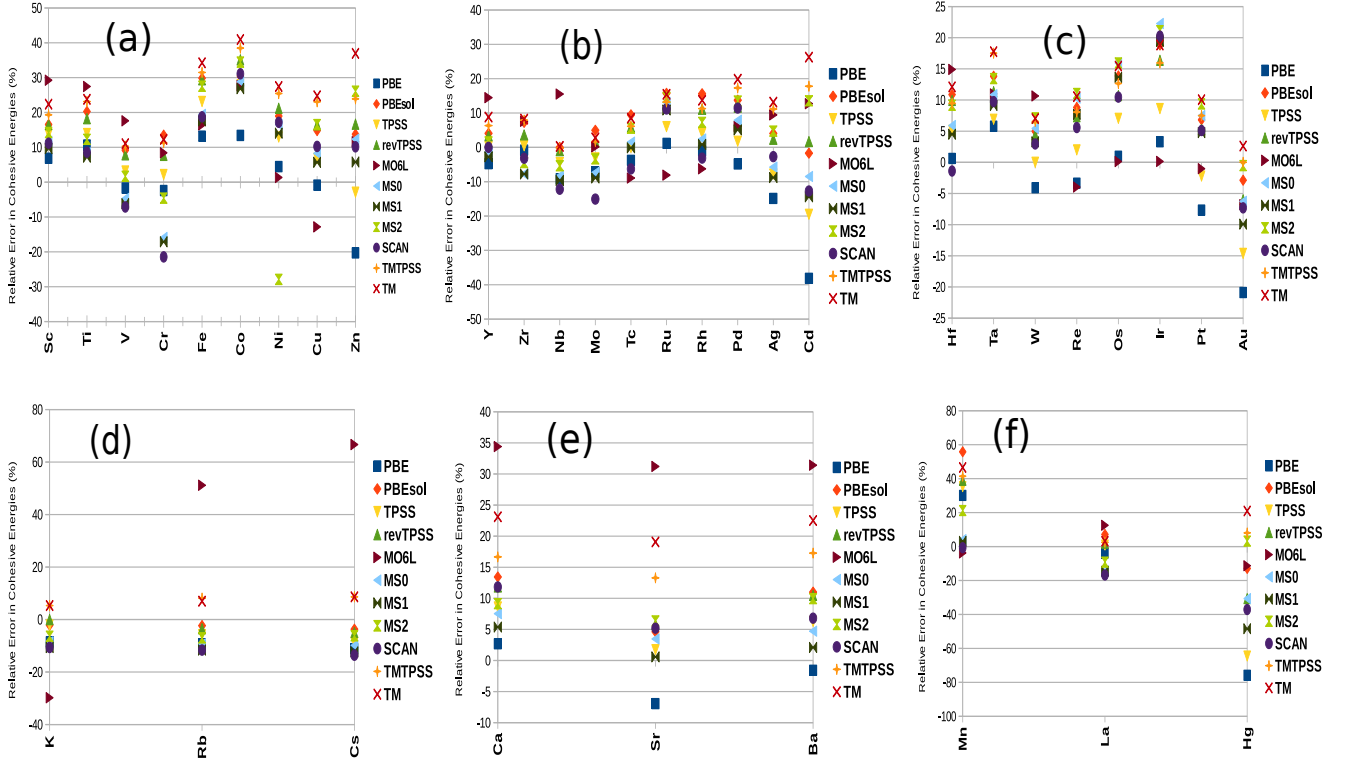 (a)
Relative Error in Cohesive Energies (%)
50
40
30
20
10
0
-10
-20
-30
-40
Sc Ti V Cr Fe Co Ni Cu Zn
PBE
PBEsol
TPSS
revTPSS
MO6L
MS0
MS1
MS2
SCAN
TMTPSS
TM
(b)
Relative Error in Cohesive Energies (%)
50
40
30
20
10
0
-10
-20
-30
-40
-50
Y Zr Nb Mo Tc Ru Rh Pd Ag Cd
PBE
PBEsol
TPSS
revTPSS
MO6L
MS0
MS1
MS2
SCAN
TMTPSS
TM
(c)
Relative Error in Cohesive Energies (%)
25
20
15
10
5
0
-5
-10
-15
-20
-25
Hf Ta W Re Os Ir Pt Au
PBE
PBEsol
TPSS
revTPSS
MO6L
MS0
MS1
MS2
SCAN
TMTPSS
TM
(d)
Relative Error in Cohesive Energies (%)
80
60
40
20
0
-20
-40
K Rb Cs
PBE
PBEsol
TPSS
revTPSS
MO6L
MS0
MS1
MS2
SCAN
TMTPSS
TM
(e)
Relative Error in Cohesive Energies (%)
40
35
30
25
20
15
10
5
0
-5
-10
Ca Sr Ba
PBE
PBEsol
TPSS
revTPSS
MO6L
MS0
MS1
MS2
SCAN
TMTPSS
TM
(f)
Relative Error in Cohesive Energies (%)
80
60
40
20
0
-20
-40
-60
-80
-100
Mn La Hg
PBE
PBEsol
TPSS
revTPSS
MO6L
MS0
MS1
MS2
SCAN
TMTPSS
TM